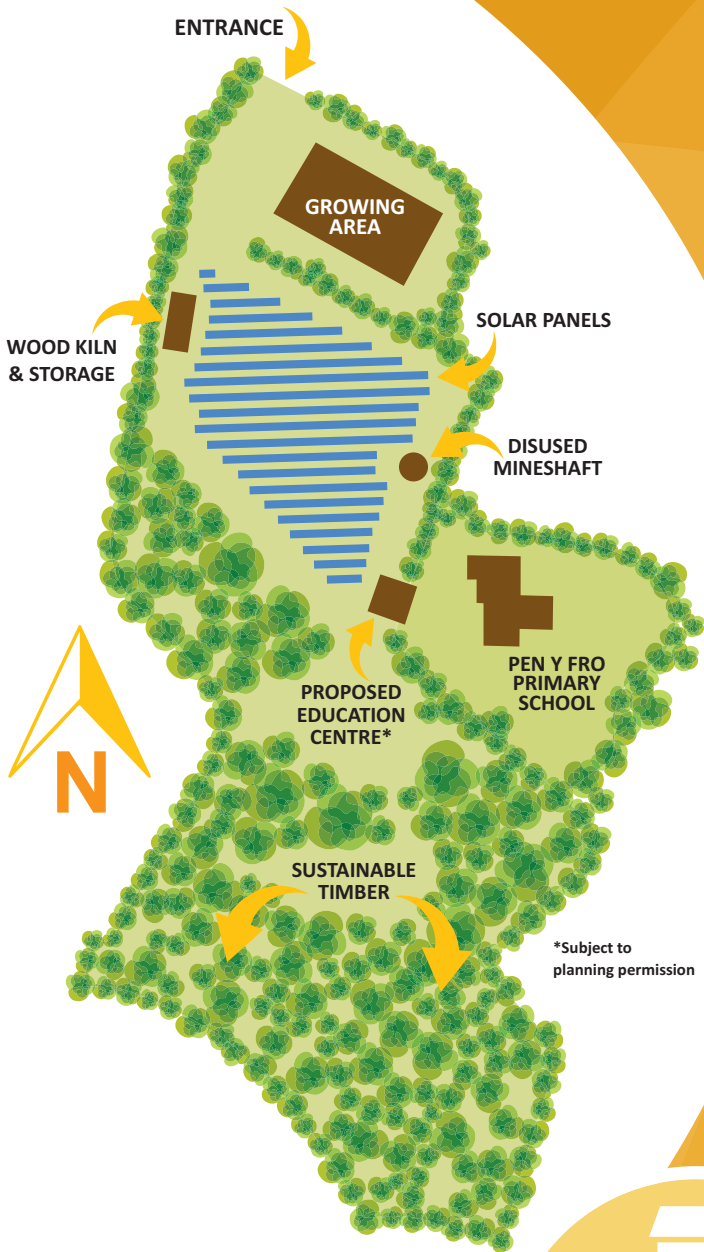 ENTRANCE
GROWING
AREA
SOLAR PANELS
WOOD KILN
& STORAGE
DISUSED
MINESHAFT
PEN Y FRO
PRIMARY
SCHOOL
PROPOSED
EDUCATION
CENTRE*
N
SUSTAINABLE
TIMBER
*Subject to
planning permission